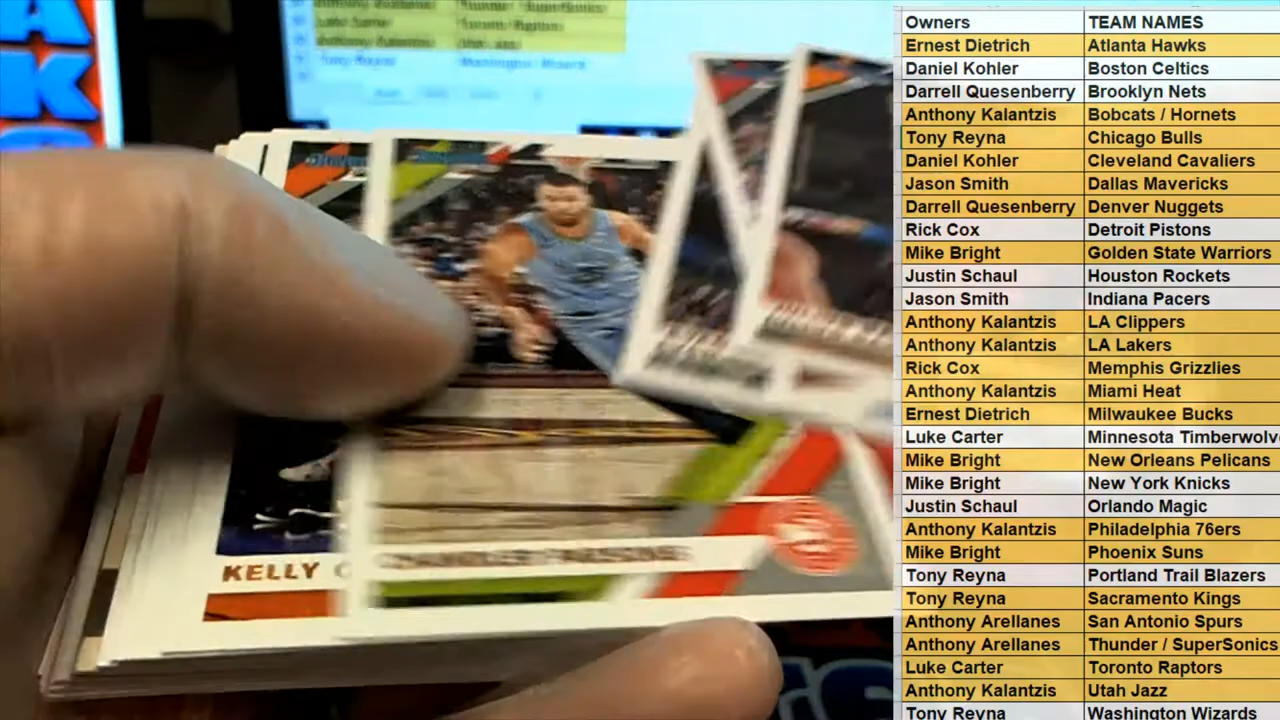 Owners TEAM NAMES
Ernest Dietrich Atlanta Hawks
Daniel Kohler Boston Celtics
Darrell Quesenberry Brooklyn Nets
Anthony Kalantzis Bobcats / Hornets
Tony Reyna Chicago Bulls
Daniel Kohler Cleveland Cavaliers
Jason Smith Dallas Mavericks
Darrell Quesenberry Denver Nuggets
Rick Cox Detroit Pistons
Mike Bright Golden State Warriors
Justin Schaul Houston Rockets
Jason Smith Indiana Pacers
Anthony Kalantzis LA Clippers
Anthony Kalantzis LA Lakers
Rick Cox Memphis Grizzlies
Anthony Kalantzis Miami Heat
Ernest Dietrich Milwaukee Bucks
Luke Carter Minnesota Timberwolv
Mike Bright New Orleans Pelicans
Mike Bright New York Knicks
Justin Schaul Orlando Magic
Anthony Kalantzis Philadelphia 76ers
Mike Bright Phoenix Suns
Tony Reyna Portland Trail Blazers
Tony Reyna Sacramento Kings
Anthony Arellanes San Antonio Spurs
Anthony Arellanes Thunder / SuperSonics
Luke Carter Toronto Raptors
Anthony Kalantzis Utah Jazz
Tony Reyna Washington Wizards
KELLY
CHANDLER PARSONS